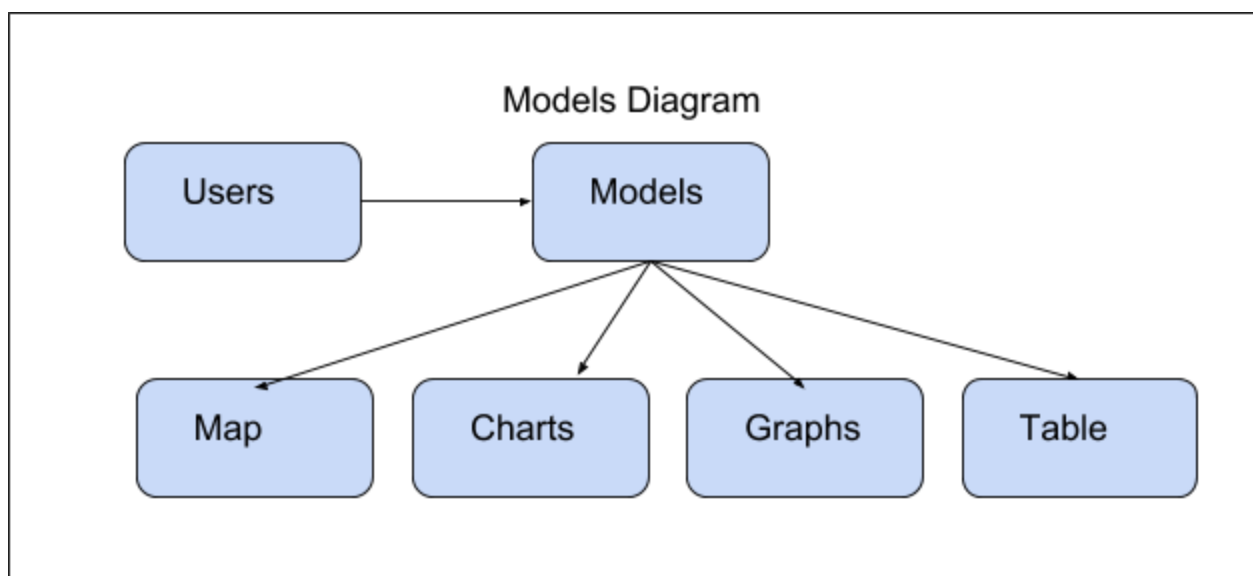 Models Diagram
Users
Models
Map
Charts
Graphs
Table